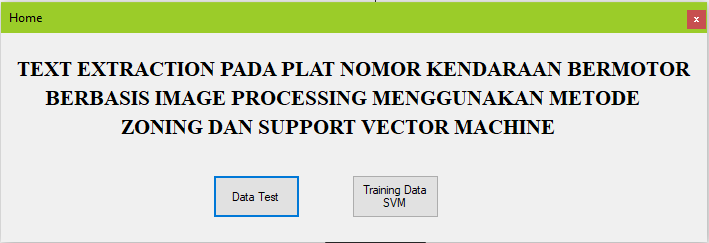 Home
x
TEXT EXTRACTION PADA PLAT NOMOR KENDARAAN BERMOTOR
BERBASIS IMAGE PROCESSING MENGGUNAKAN METODE
ZONING DAN SUPPORT VECTOR MACHINE
Data Test
Training Data
SVM